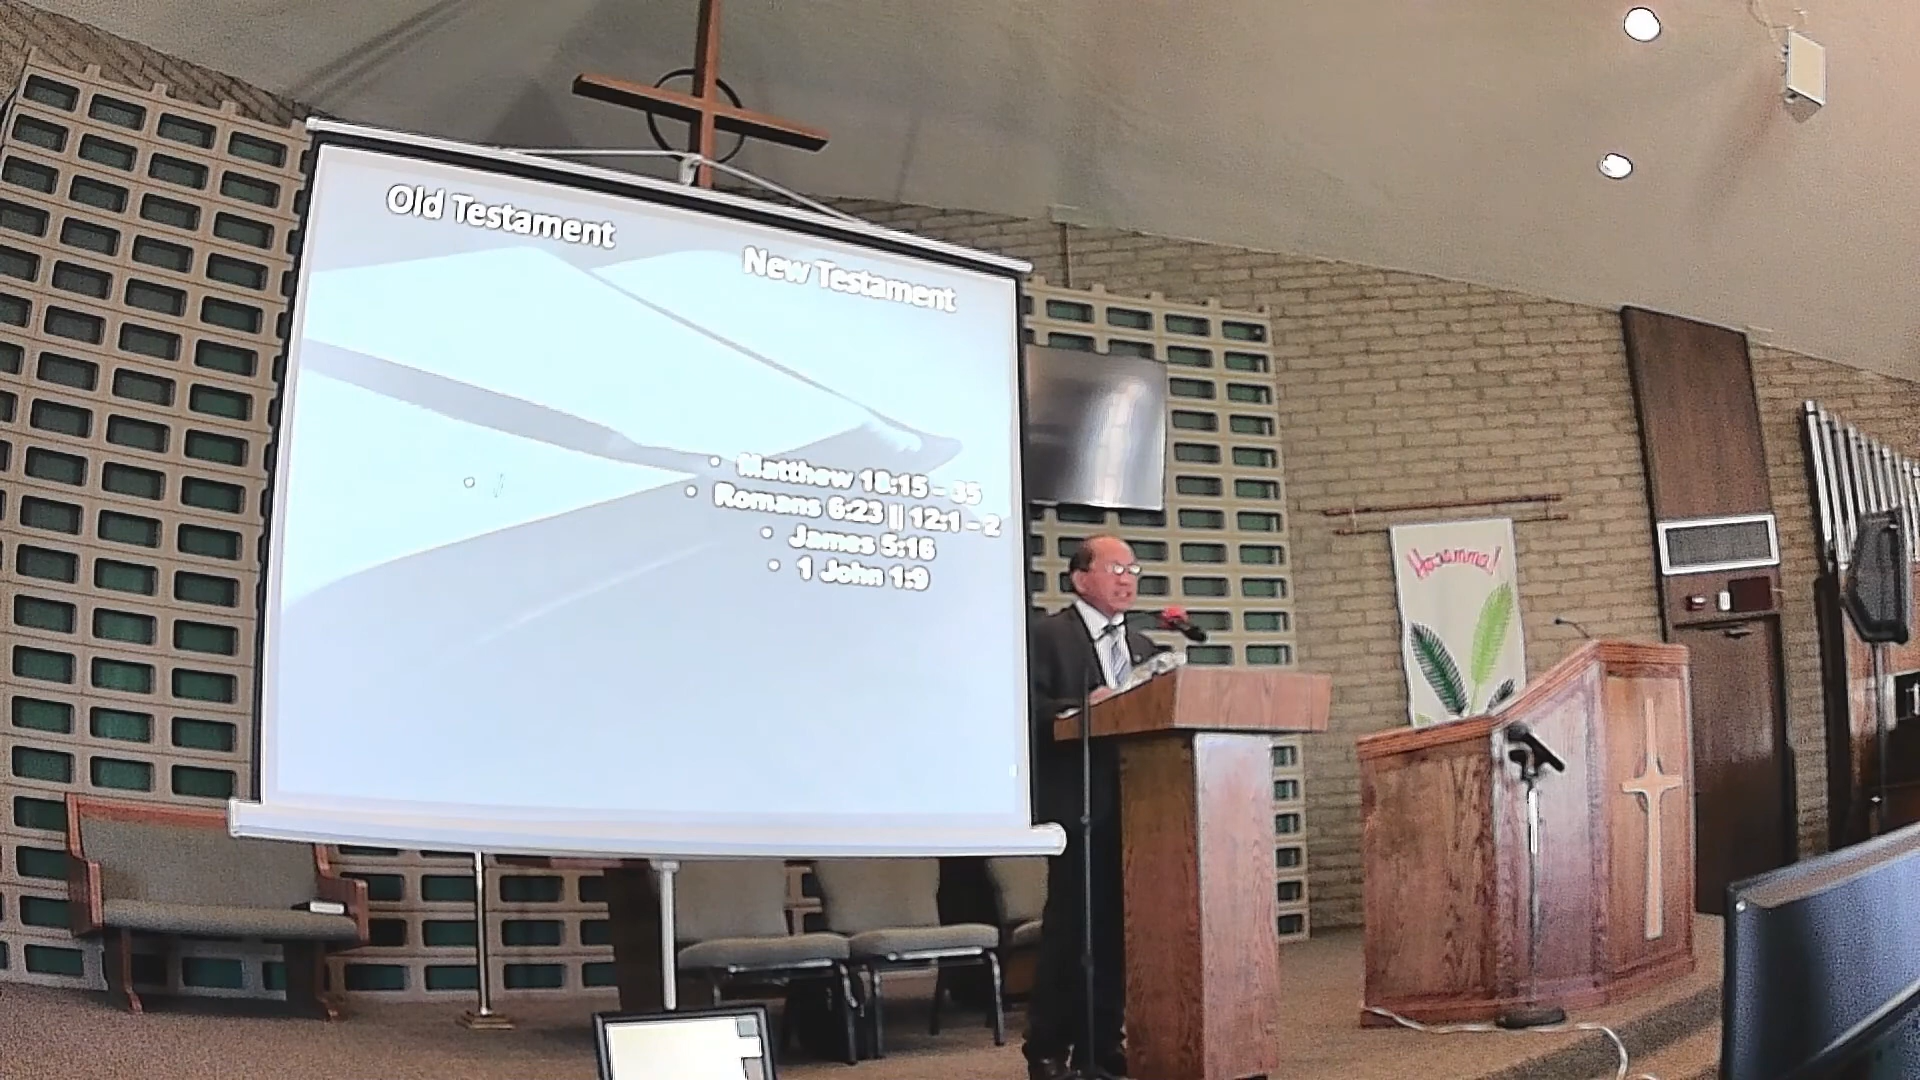 Old Testament
New Testament
• Matthew 18:15 – 35
• Romans 6:23 || 12:1 – 2
• James 5:16
• 1 John 1:9
Hosanna!